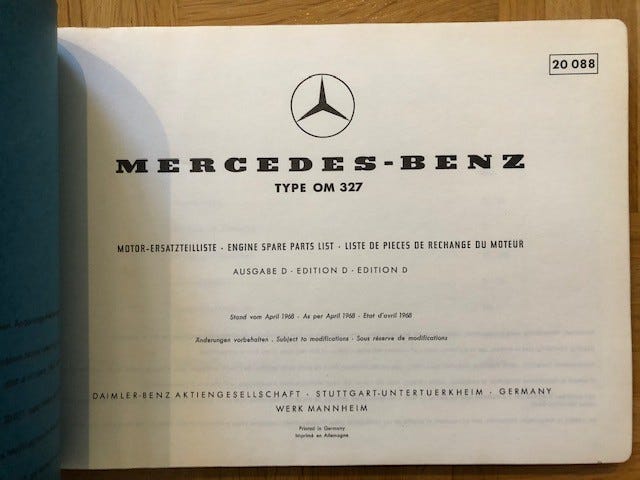 20 088
MERCEDES-BENZ
TYPE OM 327
MOTOR-ERSATZTEILLISTE · ENGINE SPARE PARTS LIST · LISTE DE PIECES DE RECHANGE DU MOTEUR
AUSGABE D · EDITION D · EDITION D
Stand vom April 1968 · As per April 1968 · Etat d'avril 1968
Änderungen vorbehalten · Subject to modifications · Sous réserve de modifications
DAIMLER-BENZ AKTIENGESELLSCHAFT · STUTTGART-UNTERTUERKHEIM · GERMANY
WERK MANNHEIM
Printed in Germany
Imprimé en Allemagne